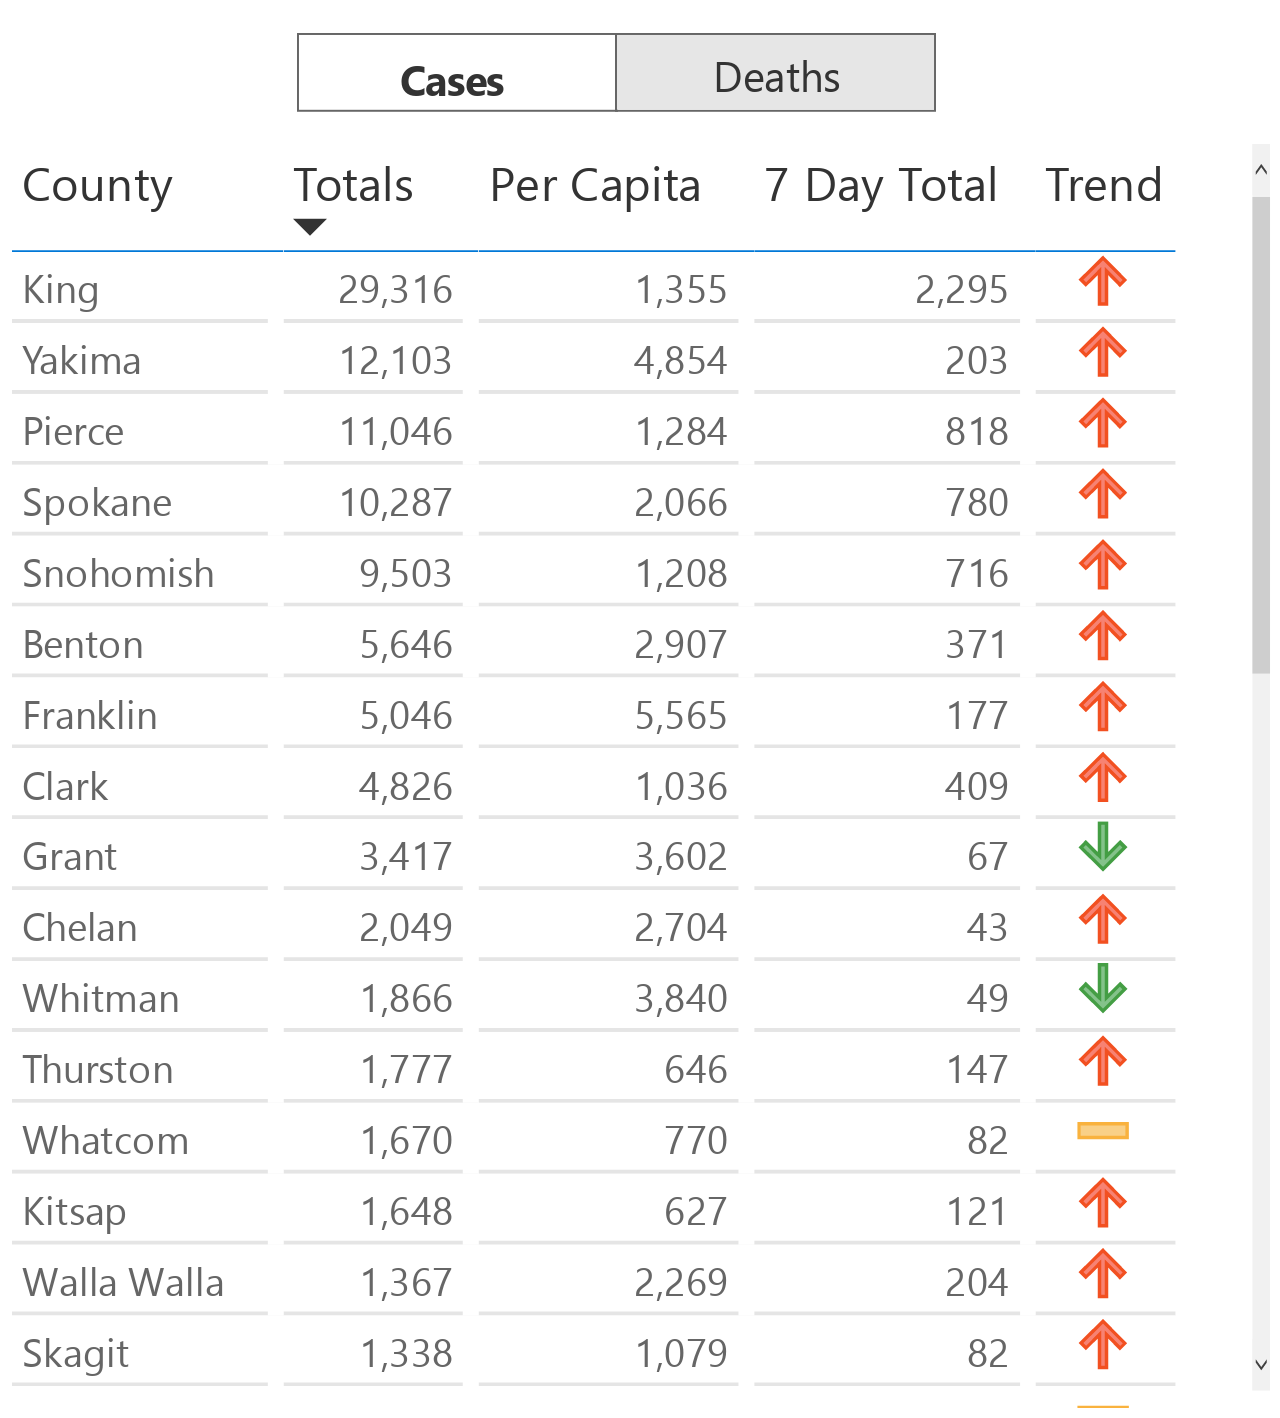 Cases Deaths
County Totals Per Capita 7 Day Total Trend
King 29,316 1,355 2,295
Yakima 12,103 4,854 203
Pierce 11,046 1,284 818
Spokane 10,287 2,066 780
Snohomish 9,503 1,208 716
Benton 5,646 2,907 371
Franklin 5,046 5,565 177
Clark 4,826 1,036 409
Grant 3,417 3,602 67
Chelan 2,049 2,704 43
Whitman 1,866 3,840 49
Thurston 1,777 646 147
Whatcom 1,670 770 82
Kitsap 1,648 627 121
Walla Walla 1,367 2,269 204
Skagit 1,338 1,079 82